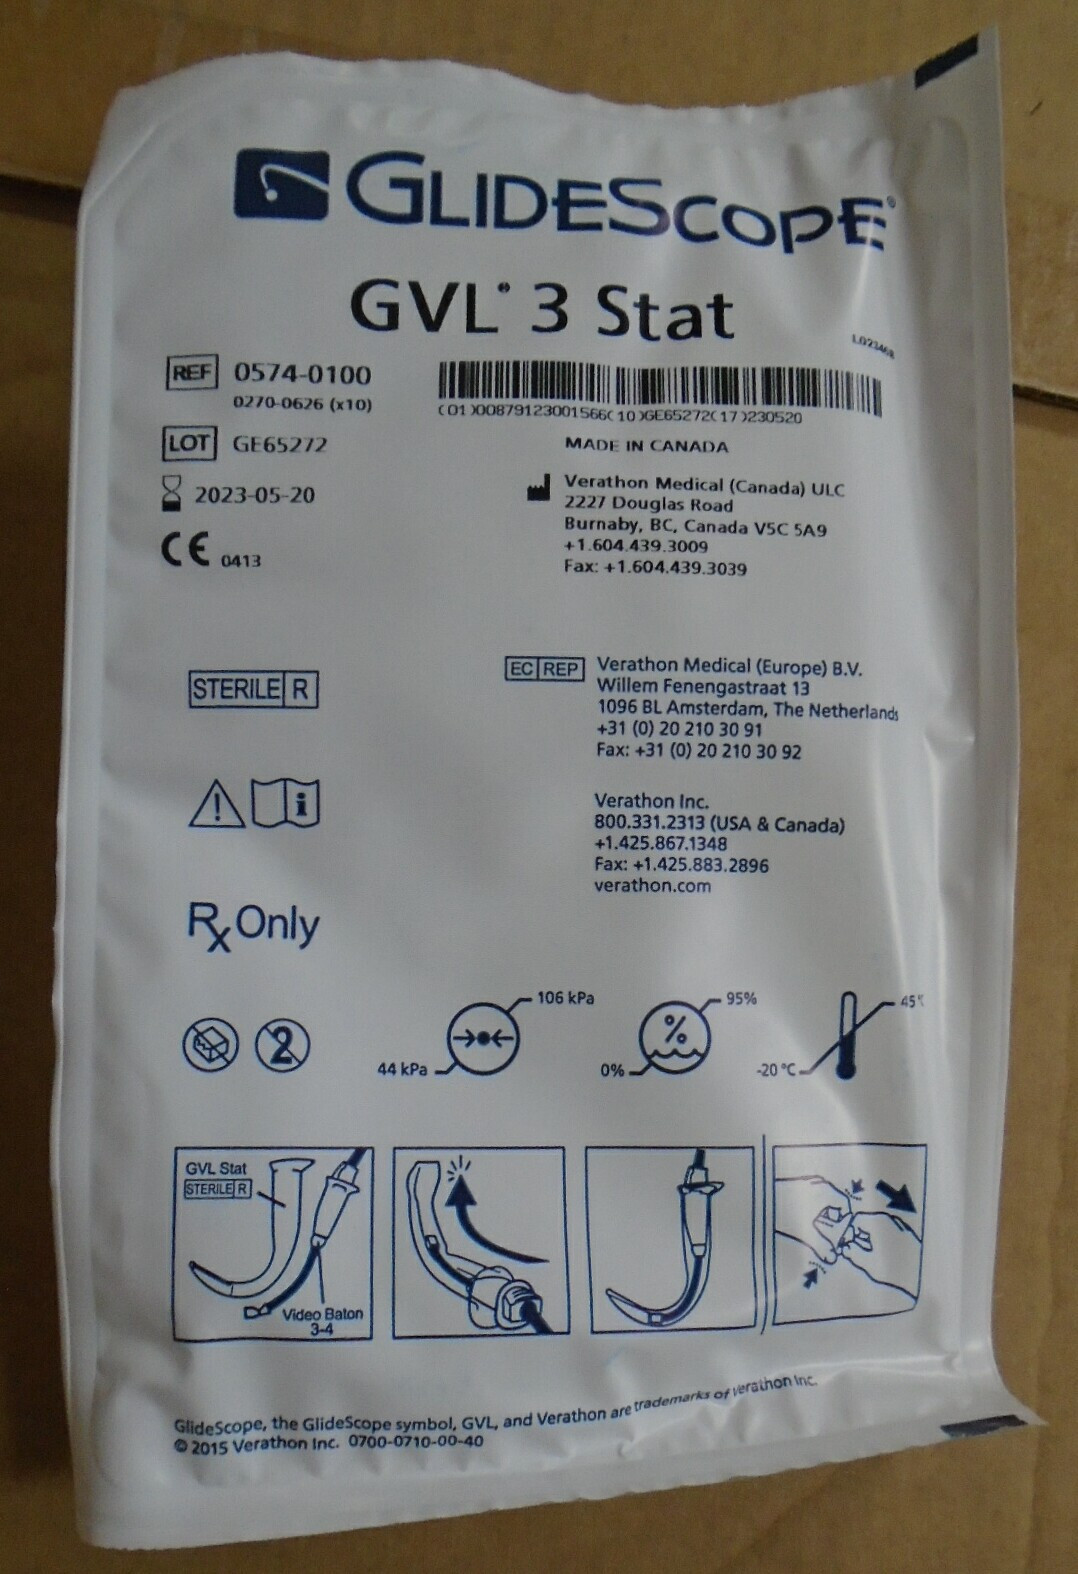 GLIDESCOPE®
GVL® 3 Stat
L023468
REF 0574-0100
0270-0626 (x10)
(01)00879123001566(10)GE65272(17)230520
LOT GE65272
MADE IN CANADA
2023-05-20
Verathon Medical (Canada) ULC
2227 Douglas Road
Burnaby, BC, Canada V5C 5A9
+1.604.439.3009
Fax: +1.604.439.3039
CE 0413
STERILE R
EC REP
Verathon Medical (Europe) B.V.
Willem Fenengastraat 13
1096 BL Amsterdam, The Netherlands
+31 (0) 20 210 30 91
Fax: +31 (0) 20 210 30 92
Verathon Inc.
800.331.2313 (USA & Canada)
+1.425.867.1348
Fax: +1.425.883.2896
verathon.com
Rx Only
2
106 kPa
44 kPa
%
95%
0%
45°
-20 °C
GVL Stat
STERILE R
Video Baton
3-4
GlideScope, the GlideScope symbol, GVL, and Verathon are trademarks of Verathon Inc.
© 2015 Verathon Inc. 0700-0710-00-40